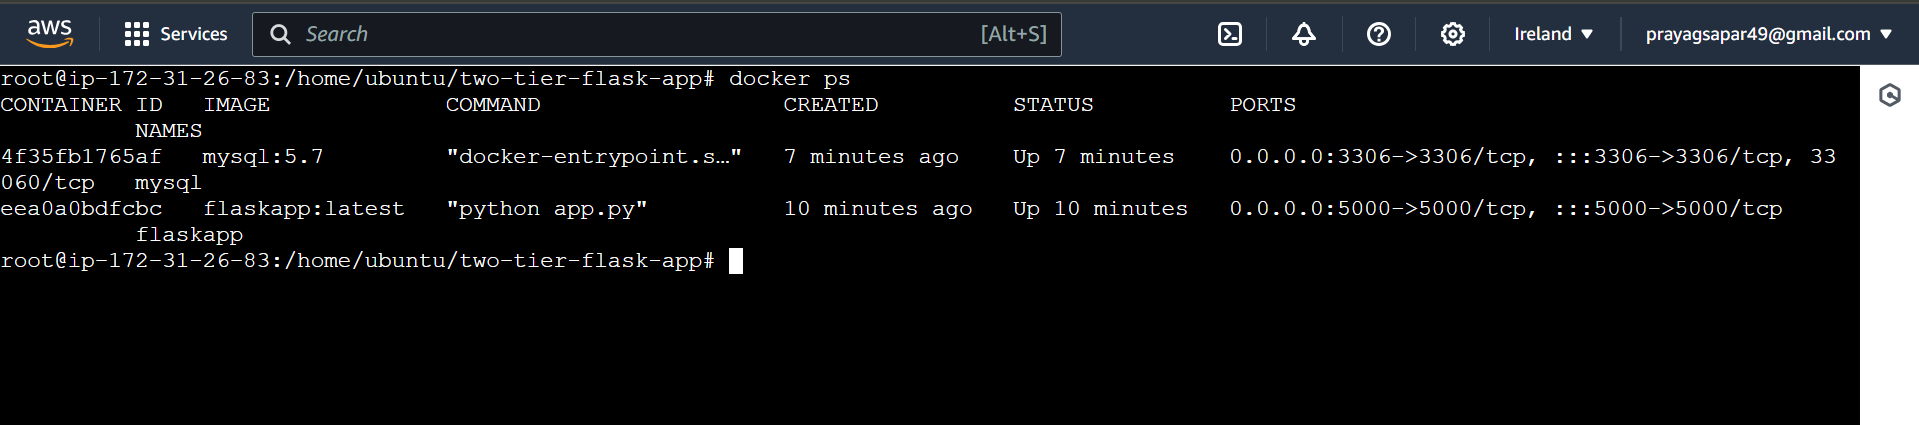 aws Services Search [Alt+S] Ireland ▼ prayagsapar49@gmail.com ▼
root@ip-172-31-26-83:/home/ubuntu/two-tier-flask-app# docker ps
CONTAINER ID   IMAGE             COMMAND                  CREATED          STATUS          PORTS
          NAMES
4f35fb1765af   mysql:5.7         "docker-entrypoint.s…"   7 minutes ago    Up 7 minutes    0.0.0.0:3306->3306/tcp, :::3306->3306/tcp, 33
060/tcp   mysql
eea0a0bdfcbc   flaskapp:latest   "python app.py"          10 minutes ago   Up 10 minutes   0.0.0.0:5000->5000/tcp, :::5000->5000/tcp
          flaskapp
root@ip-172-31-26-83:/home/ubuntu/two-tier-flask-app#